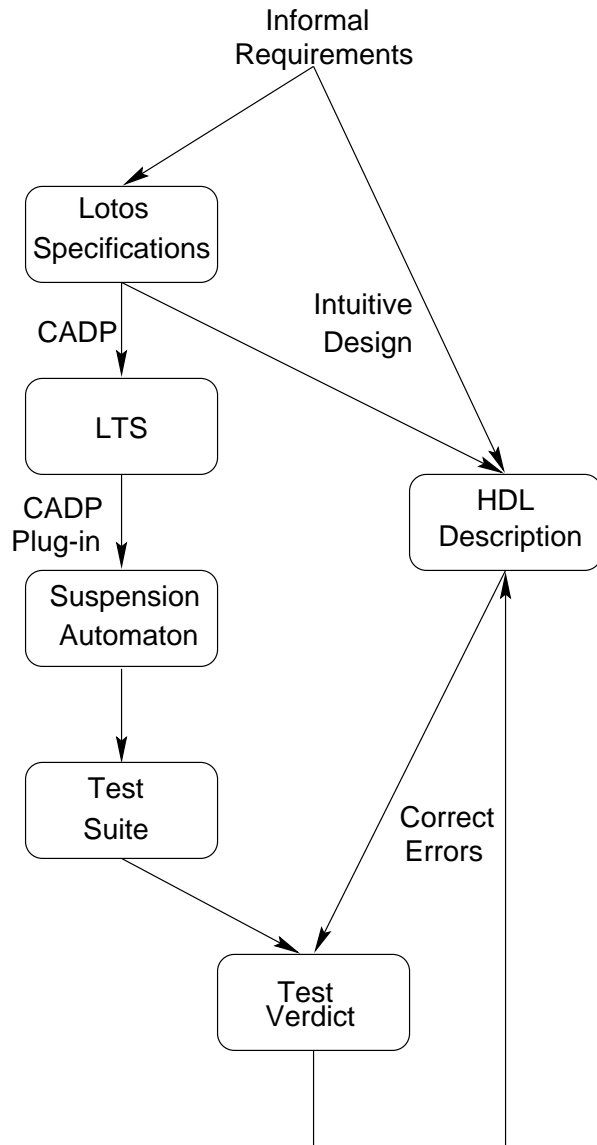 Informal
Requirements
Lotos
Specifications
Intuitive
Design
CADP
LTS
HDL
Description
CADP
Plug-in
Suspension
Automaton
Test
Suite
Correct
Errors
Test
Verdict